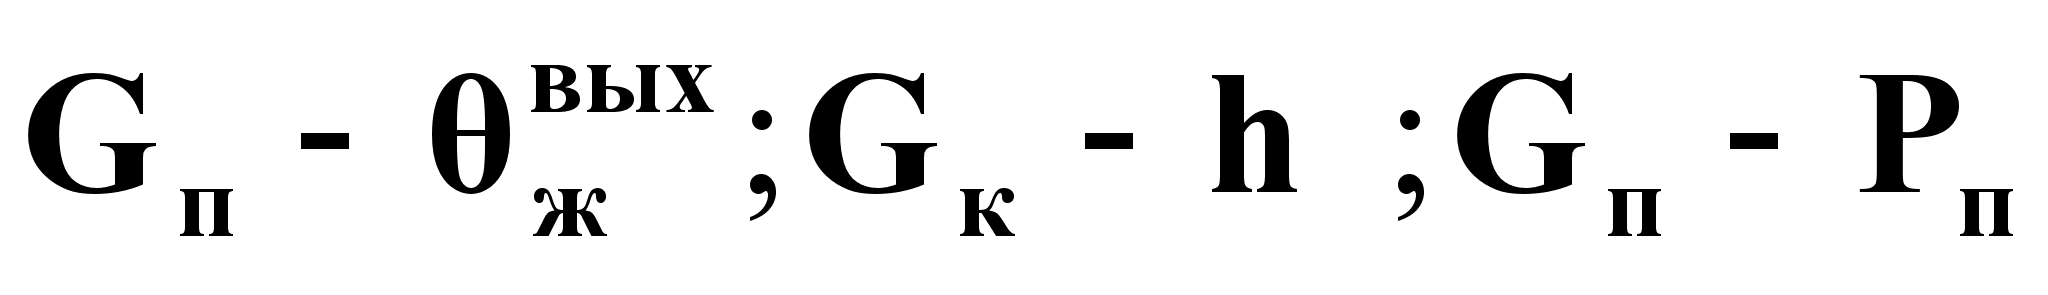 Gп - θжвых;Gк - h ;Gп - Pп